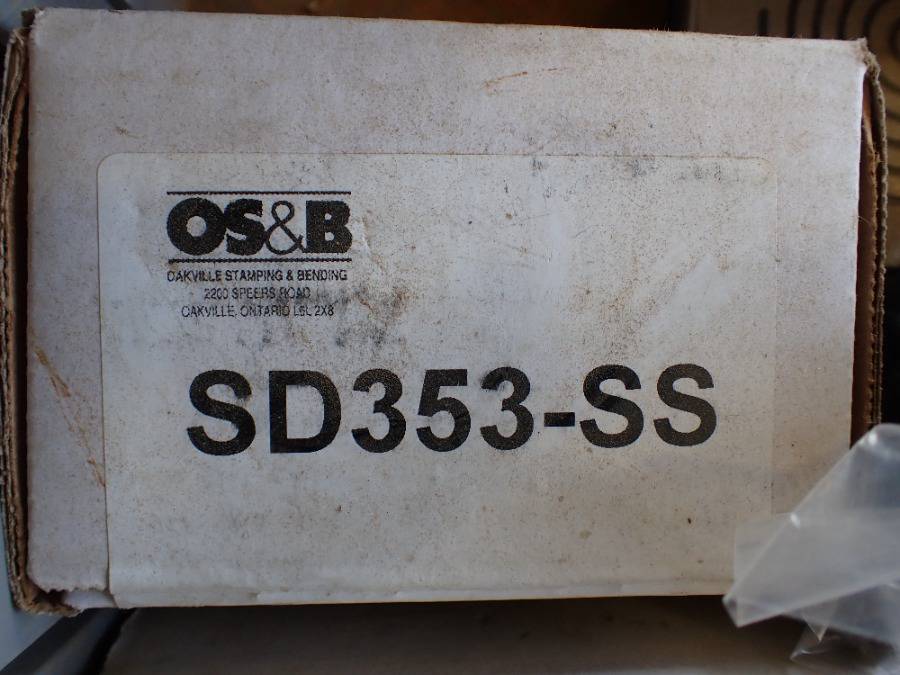 OS&B
OAKVILLE STAMPING & BENDING
2200 SPEERS ROAD
OAKVILLE, ONTARIO L6L 2X8
SD353-SS